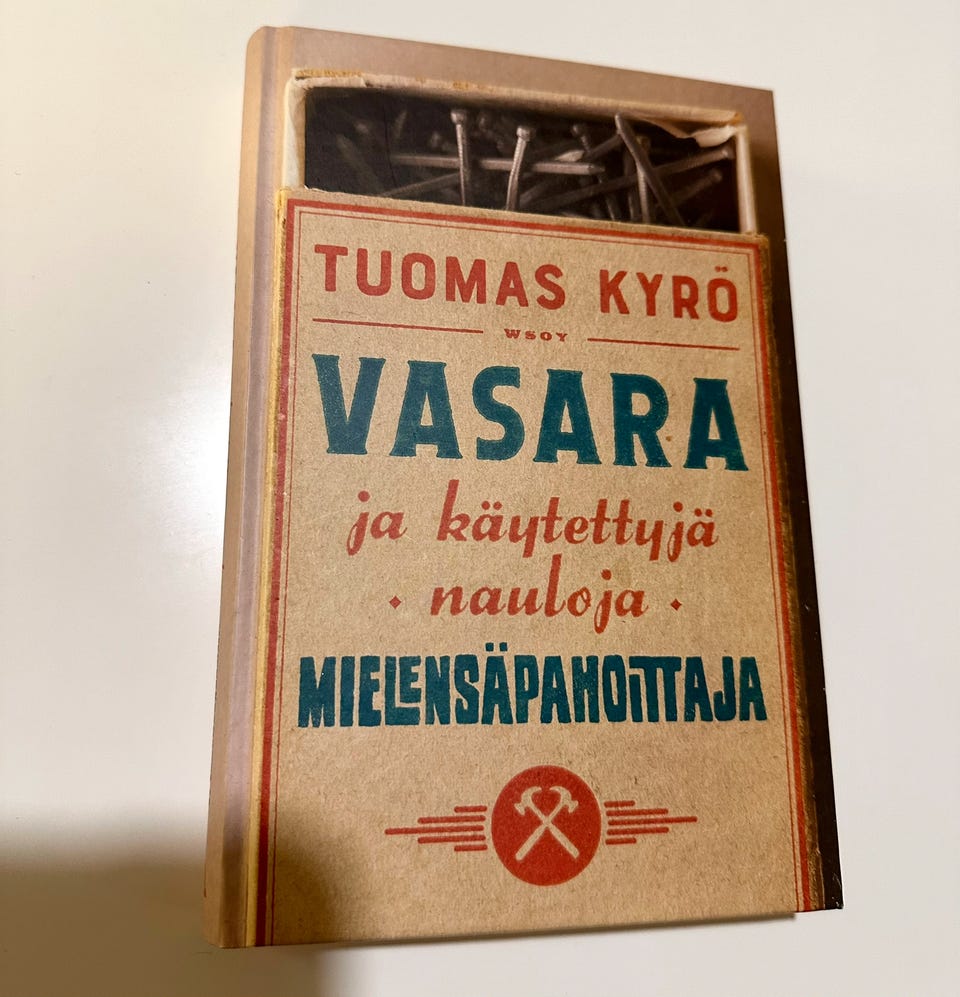 TUOMAS KYRÖ
WSOY
VASARA
ja käytettyjä
nauloja
MIELENSÄPAHOITTAJA